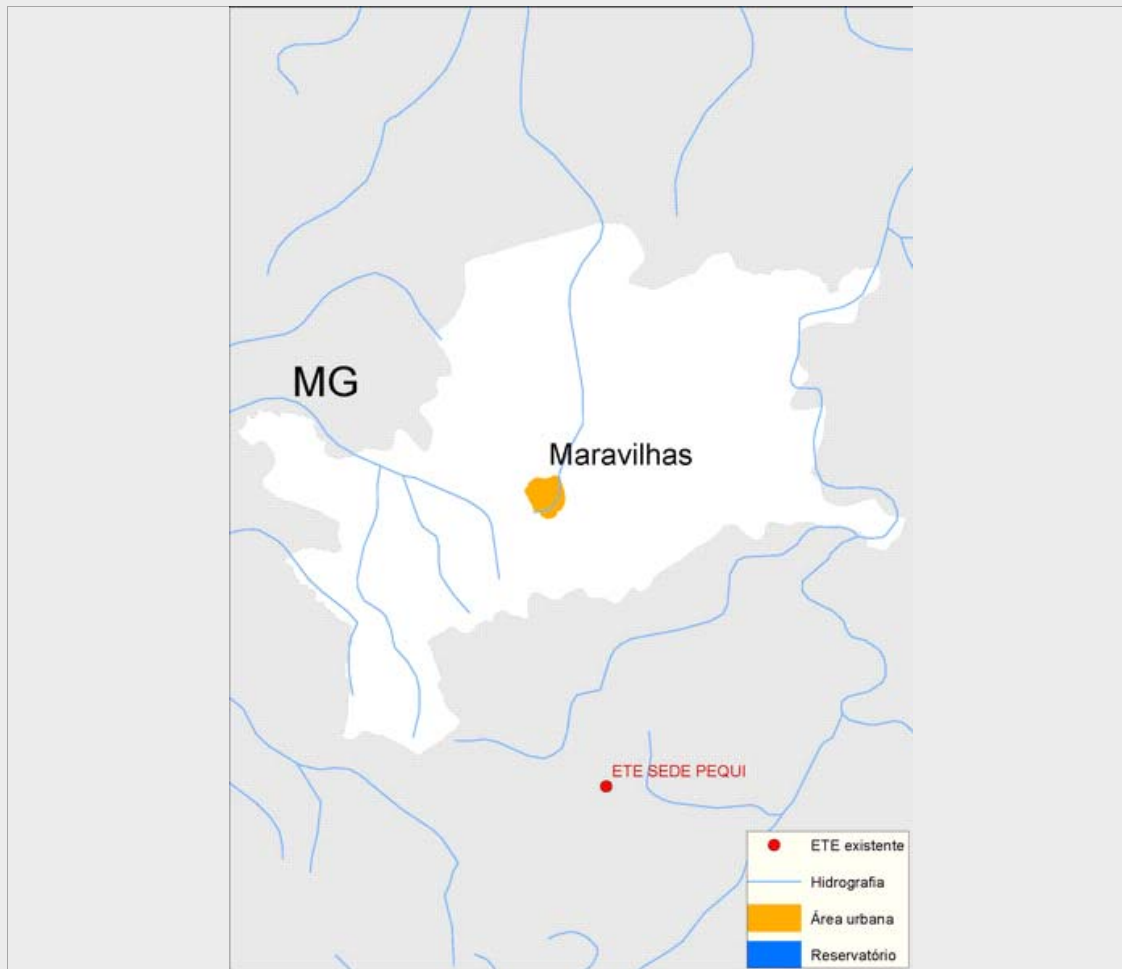 MG
Maravilhas
ETE SEDE PEQUI
ETE existente
Hidrografia
Área urbana
Reservatório